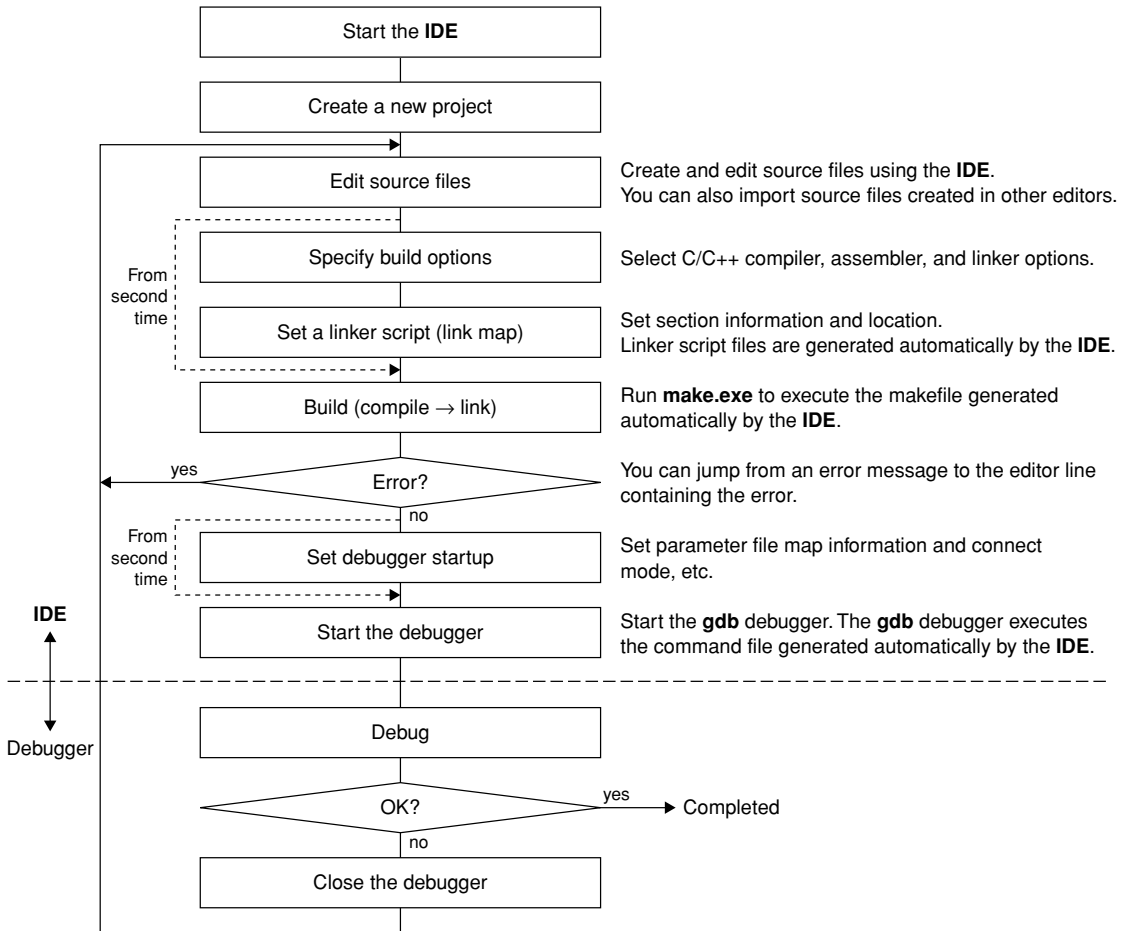 Start the IDE
Create a new project
Edit source files
Create and edit source files using the IDE.
You can also import source files created in other editors.
From
second
time
Specify build options
Select C/C++ compiler, assembler, and linker options.
Set a linker script (link map)
Set section information and location.
Linker script files are generated automatically by the IDE.
Build (compile → link)
Run make.exe to execute the makefile generated
automatically by the IDE.
yes
Error?
You can jump from an error message to the editor line
containing the error.
no
From
second
time
Set debugger startup
Set parameter file map information and connect
mode, etc.
IDE
Start the debugger
Start the gdb debugger. The gdb debugger executes
the command file generated automatically by the IDE.
Debugger
Debug
OK?
yes
Completed
no
Close the debugger